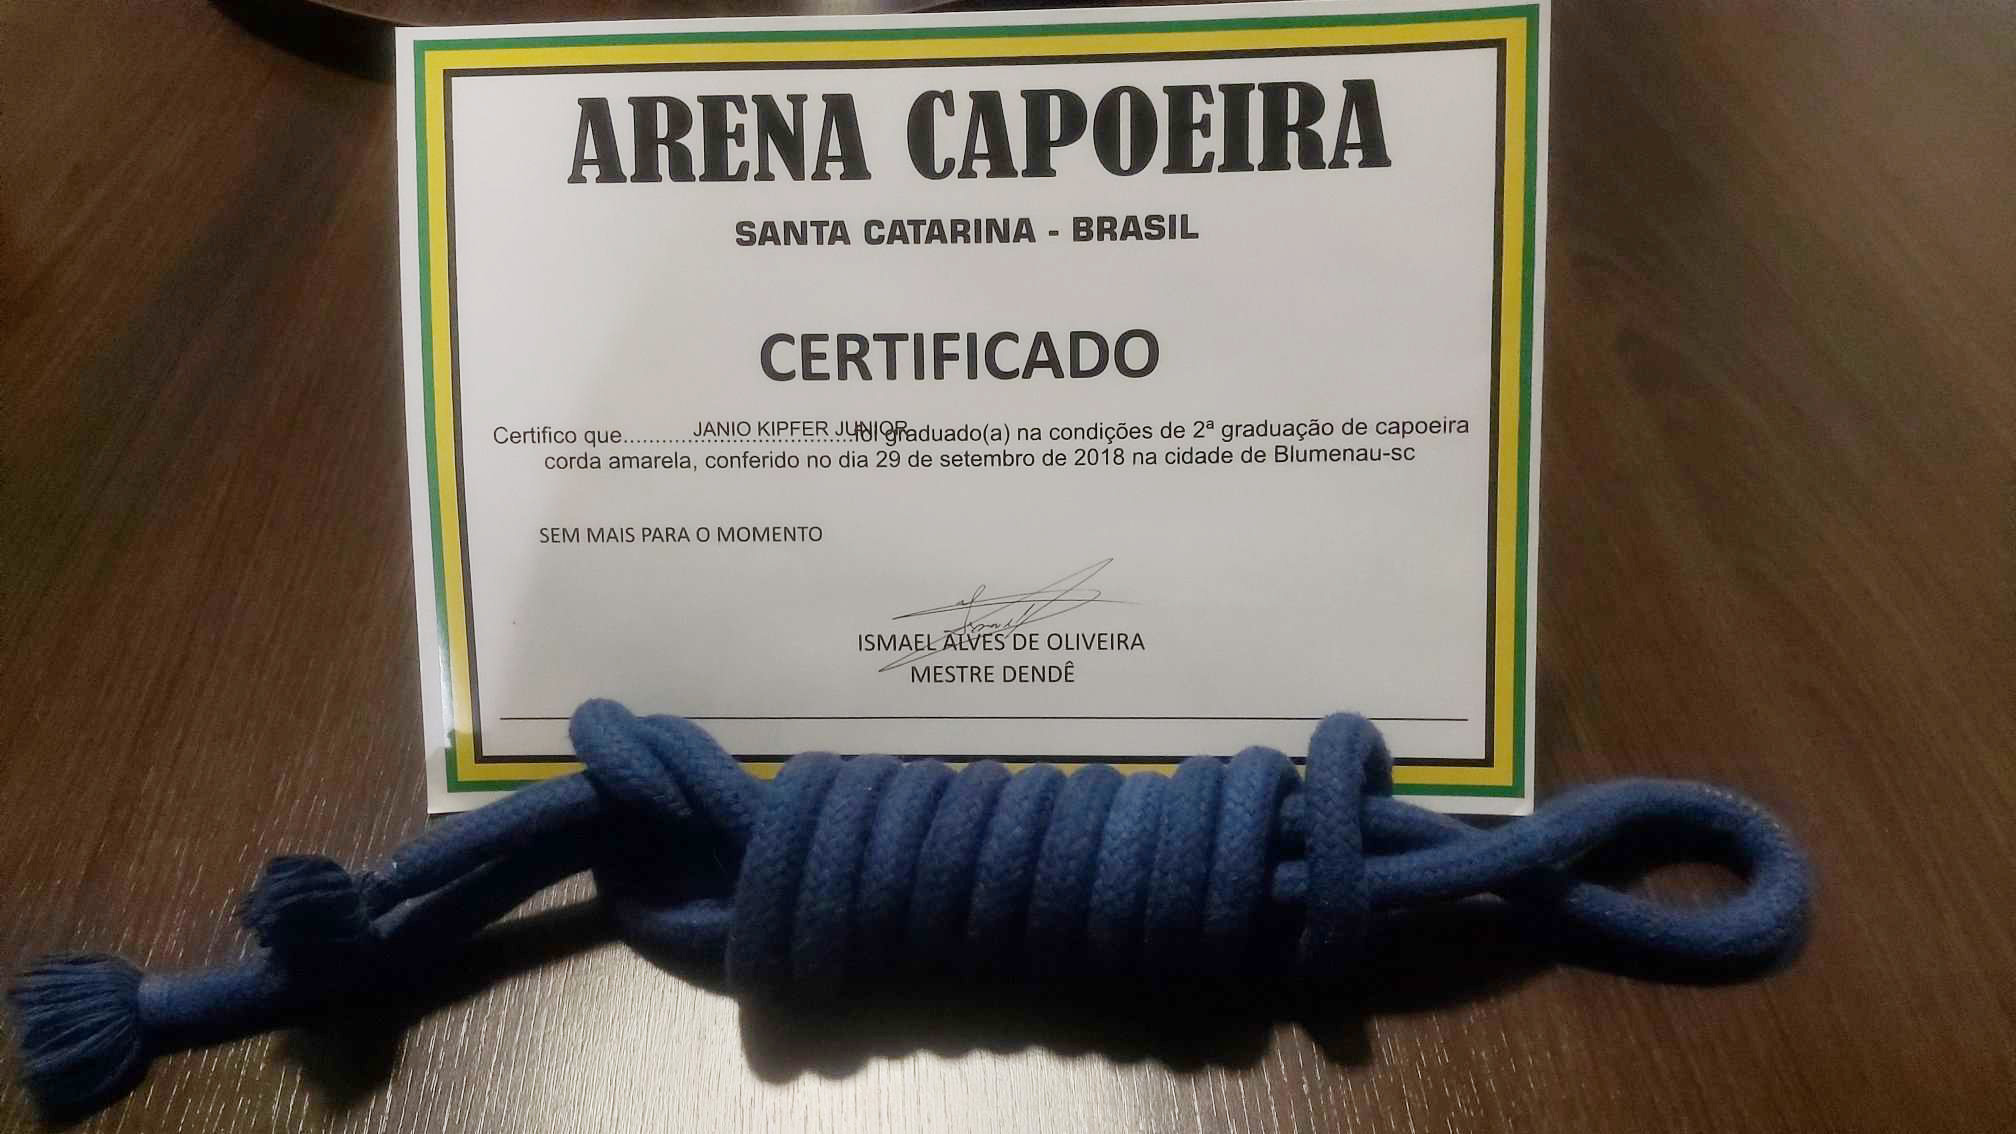 ARENA CAPOEIRA
SANTA CATARINA - BRASIL
CERTIFICADO
Certifico que....................................... JANIO KIPFER JUNIOR foi graduado(a) na condições de 2ª graduação de capoeira
corda amarela, conferido no dia 29 de setembro de 2018 na cidade de Blumenau-sc
SEM MAIS PARA O MOMENTO
ISMAEL ALVES DE OLIVEIRA
MESTRE DENDÊ